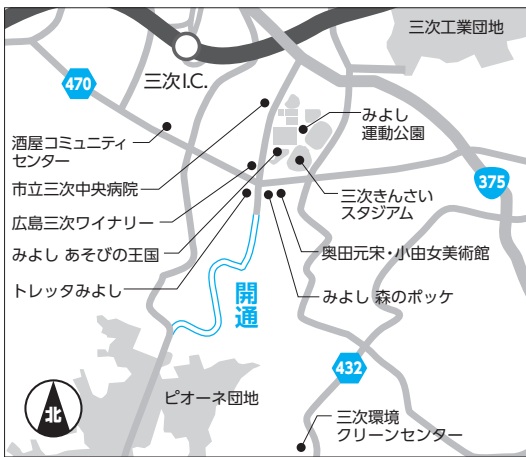 三次工業団地
470
三次I.C.
みよし
運動公園
酒屋コミュニティ
センター
市立三次中央病院
375
三次きんさい
スタジアム
広島三次ワイナリー
みよし あそびの王国
奥田元宋・小由女美術館
トレッタみよし
みよし 森のポッケ
開通
432
ピオーネ団地
北
三次環境
クリーンセンター